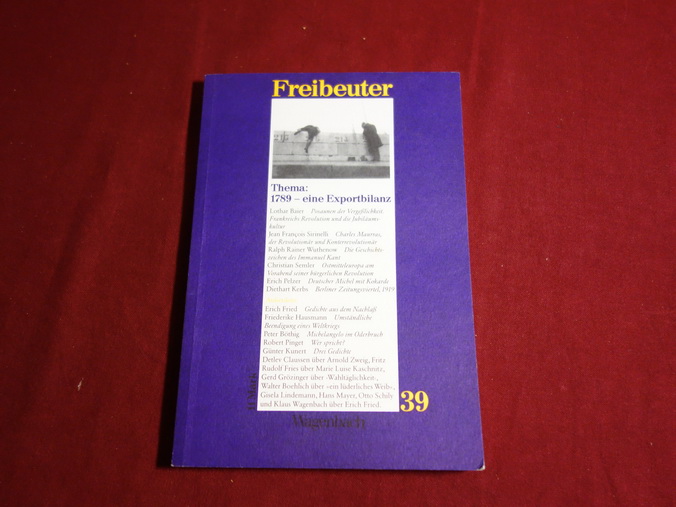 Freibeuter
Thema:
1789 – eine Exportbilanz
Lothar Baier Posaunen der Vergeßlichkeit
Frankreichs Revolution und die Jubiläums-
kultur
Jean François Sirinelli Charles Maurras,
der Revolutionär und Konterrevolutionär
Ralph Rainer Wuthenow Die Geschichts-
zeichen des Immanuel Kant
Christian Semler Ostmitteleuropa am
Vorabend seiner bürgerlichen Revolution
Erich Pelzer Deutscher Michel mit Kokarde
Diethart Kerbs Berliner Zeitungsviertel, 1919
Erich Fried Gedichte aus dem Nachlaß
Friederike Hausmann Umständliche
Beendigung eines Weltkriegs
Peter Böthig Michelangelo im Oderbruch
Robert Pinget Wer spricht?
Günter Kunert Drei Gedichte
Detlev Claussen über Arnold Zweig, Fritz
Rudolf Fries über Marie Luise Kaschnitz,
Gerd Grözinger über ›Wahltäglichkeit‹,
Walter Boehlich über »ein lüderliches Weib«,
Gisela Lindemann, Hans Mayer, Otto Schily
und Klaus Wagenbach über Erich Fried.
39
Wagenbach